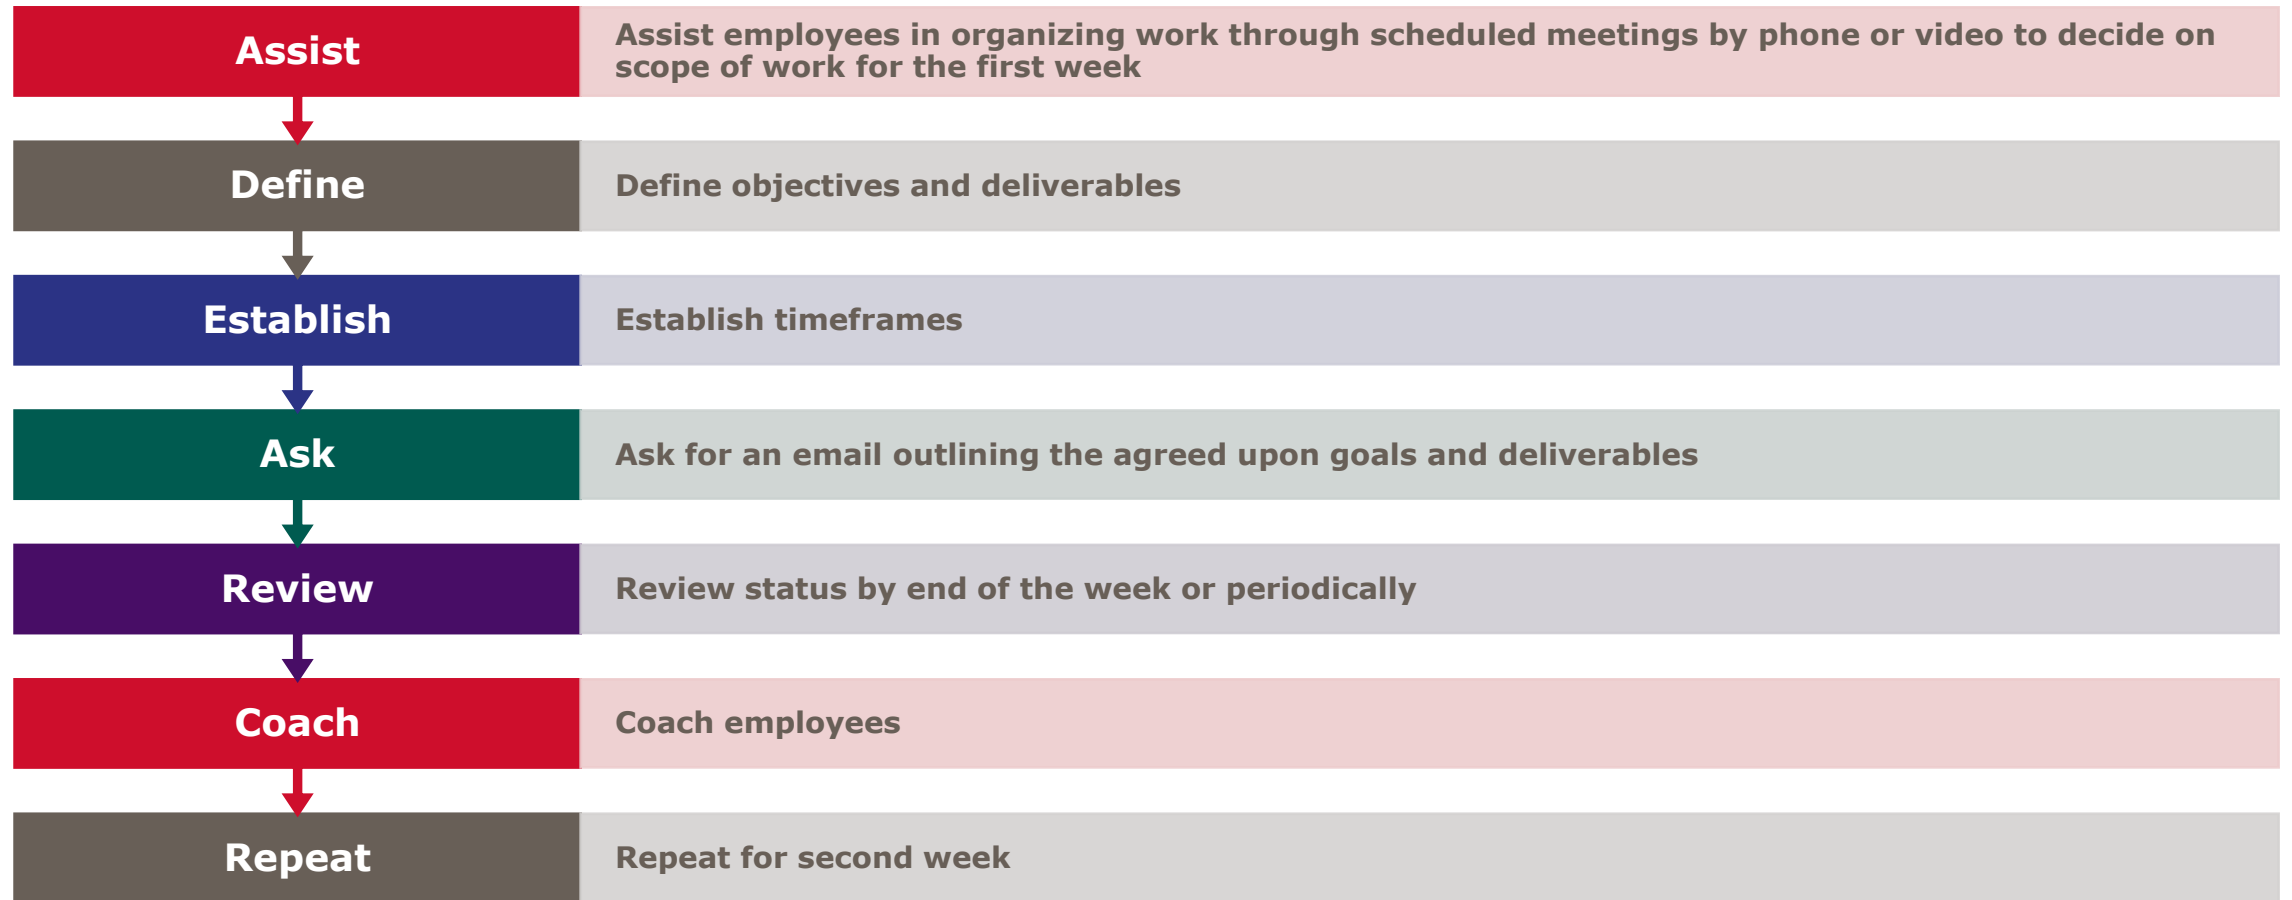 Assist
Assist employees in organizing work through scheduled meetings by phone or video to decide on
scope of work for the first week
Define
Define objectives and deliverables
Establish
Establish timeframes
Ask
Ask for an email outlining the agreed upon goals and deliverables
Review
Review status by end of the week or periodically
Coach
Coach employees
Repeat
Repeat for second week